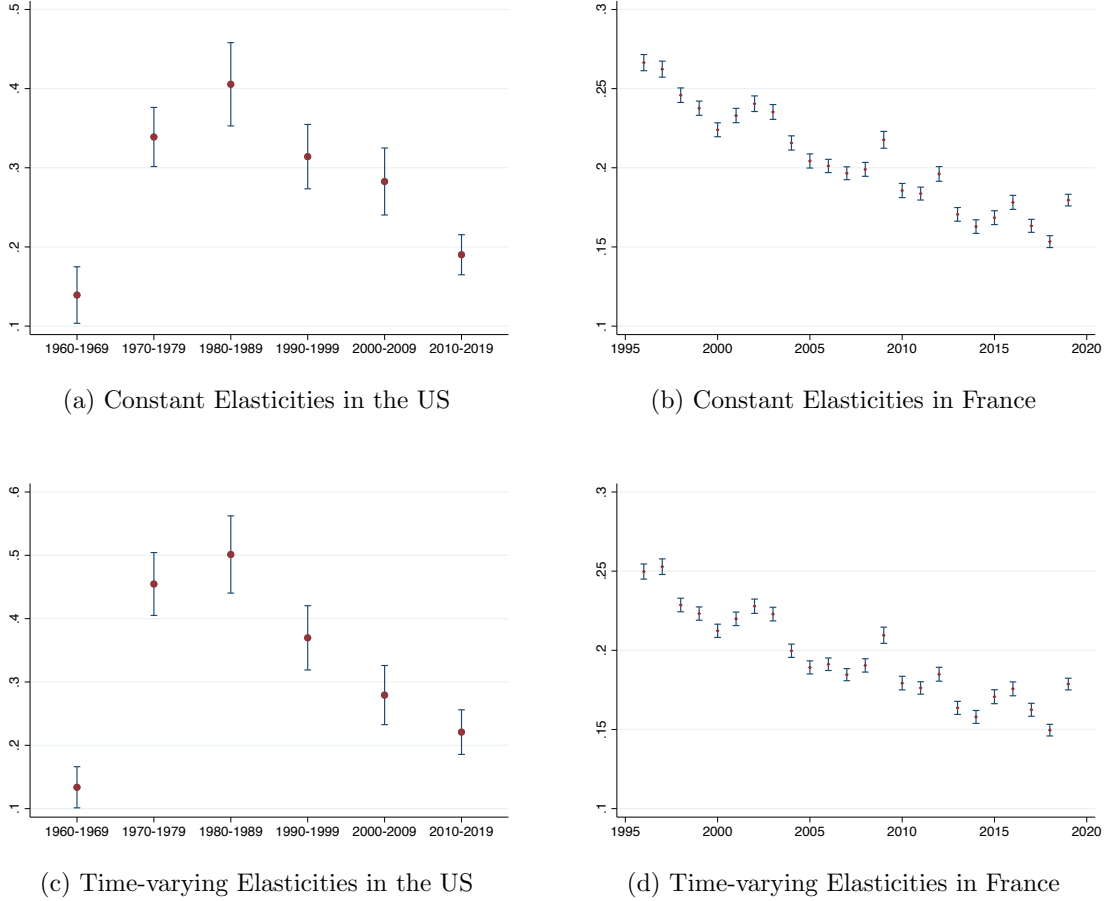 .5
.4
.3
.2
.1
1960-1969 1970-1979 1980-1989 1990-1999 2000-2009 2010-2019
(a) Constant Elasticities in the US
.3
.25
.2
.15
.1
1995 2000 2005 2010 2015 2020
(b) Constant Elasticities in France
.6
.5
.4
.3
.2
.1
1960-1969 1970-1979 1980-1989 1990-1999 2000-2009 2010-2019
(c) Time-varying Elasticities in the US
.3
.25
.2
.15
.1
1995 2000 2005 2010 2015 2020
(d) Time-varying Elasticities in France